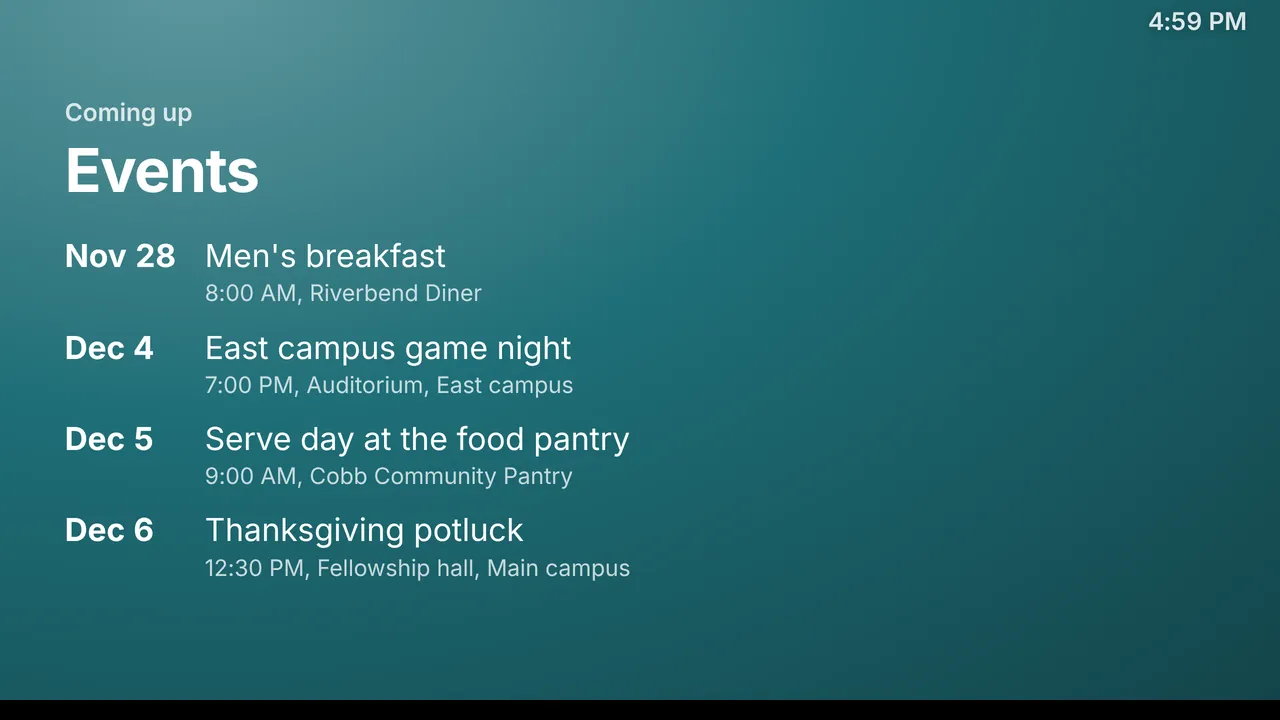 4:59 PM
Coming up
Events
Nov 28 Men's breakfast
8:00 AM, Riverbend Diner
Dec 4 East campus game night
7:00 PM, Auditorium, East campus
Dec 5 Serve day at the food pantry
9:00 AM, Cobb Community Pantry
Dec 6 Thanksgiving potluck
12:30 PM, Fellowship hall, Main campus